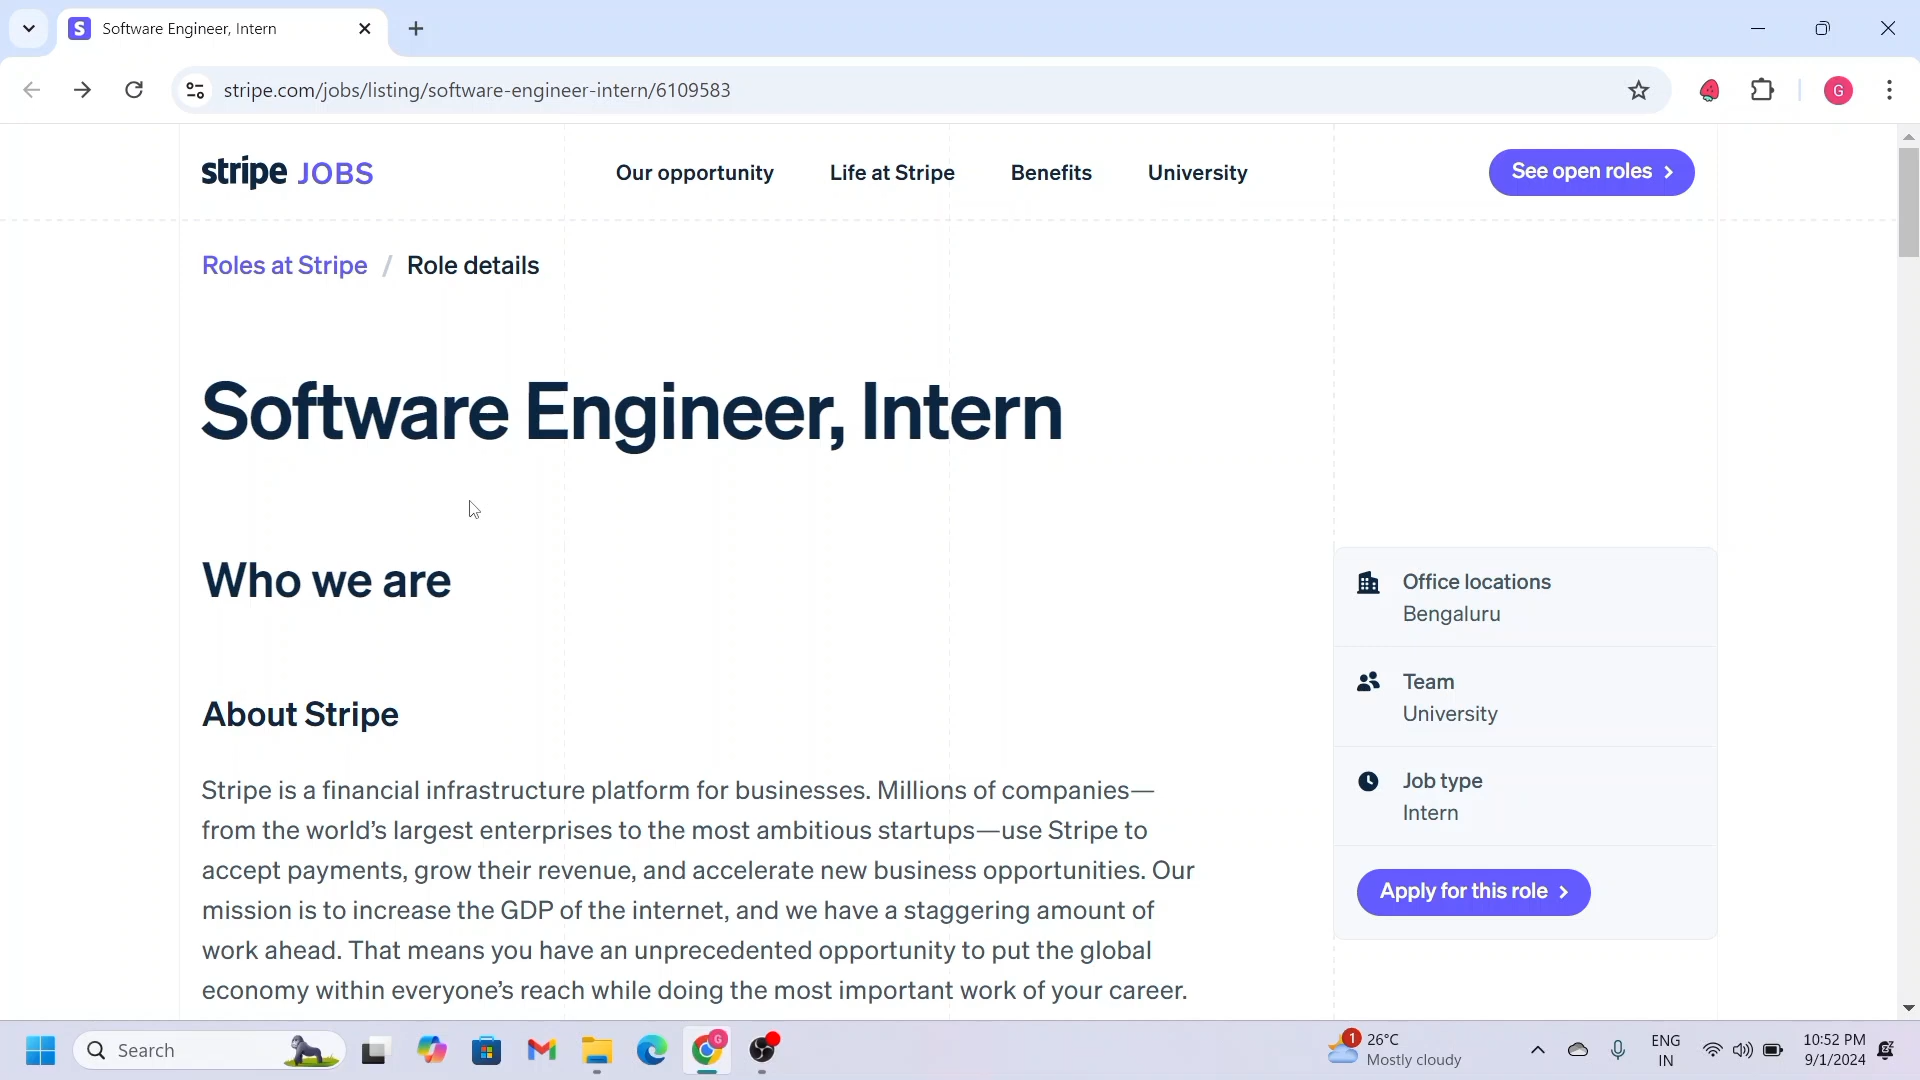 Software Engineer, Intern
stripe.com/jobs/listing/software-engineer-intern/6109583
G
stripe JOBS
Our opportunity
Life at Stripe
Benefits
University
See open roles
Roles at Stripe / Role details
Software Engineer, Intern
Who we are
About Stripe
Stripe is a financial infrastructure platform for businesses. Millions of companies—
from the world’s largest enterprises to the most ambitious startups—use Stripe to
accept payments, grow their revenue, and accelerate new business opportunities. Our
mission is to increase the GDP of the internet, and we have a staggering amount of
work ahead. That means you have an unprecedented opportunity to put the global
economy within everyone’s reach while doing the most important work of your career.
Office locations
Bengaluru
Team
University
Job type
Intern
Apply for this role
Search
G
1
26°C
Mostly cloudy
ENG
IN
10:52 PM
9/1/2024